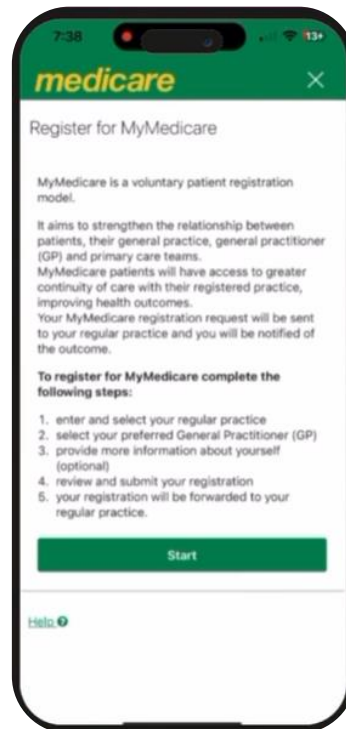 7:38
13+
medicare
Register for MyMedicare
MyMedicare is a voluntary patient registration
model.
It aims to strengthen the relationship between
patients, their general practice, general practitioner
(GP) and primary care teams.
MyMedicare patients will have access to greater
continuity of care with their registered practice,
improving health outcomes.
Your MyMedicare registration request will be sent
to your regular practice and you will be notified of
the outcome.
To register for MyMedicare complete the
following steps:
1. enter and select your regular practice
2. select your preferred General Practitioner (GP)
3. provide more information about yourself
(optional)
4. review and submit your registration
5. your registration will be forwarded to your
regular practice.
Start
Help